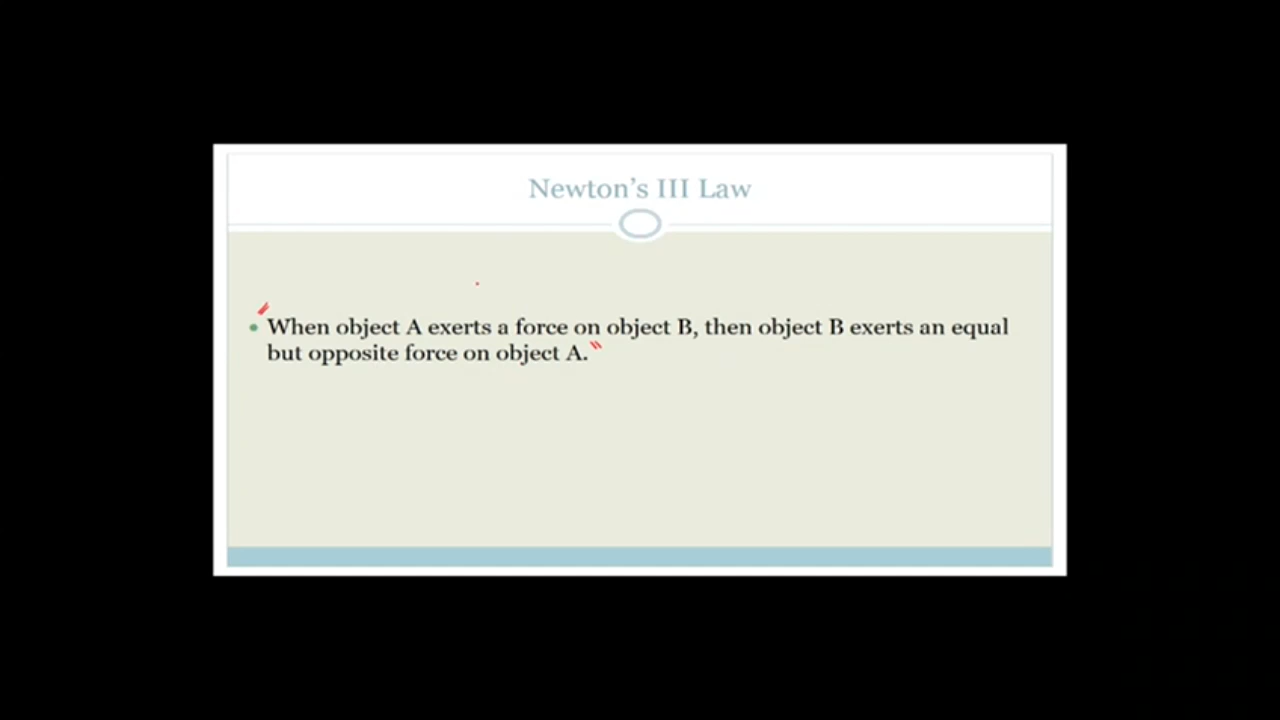 Newton’s III Law
"When object A exerts a force on object B, then object B exerts an equal
but opposite force on object A."